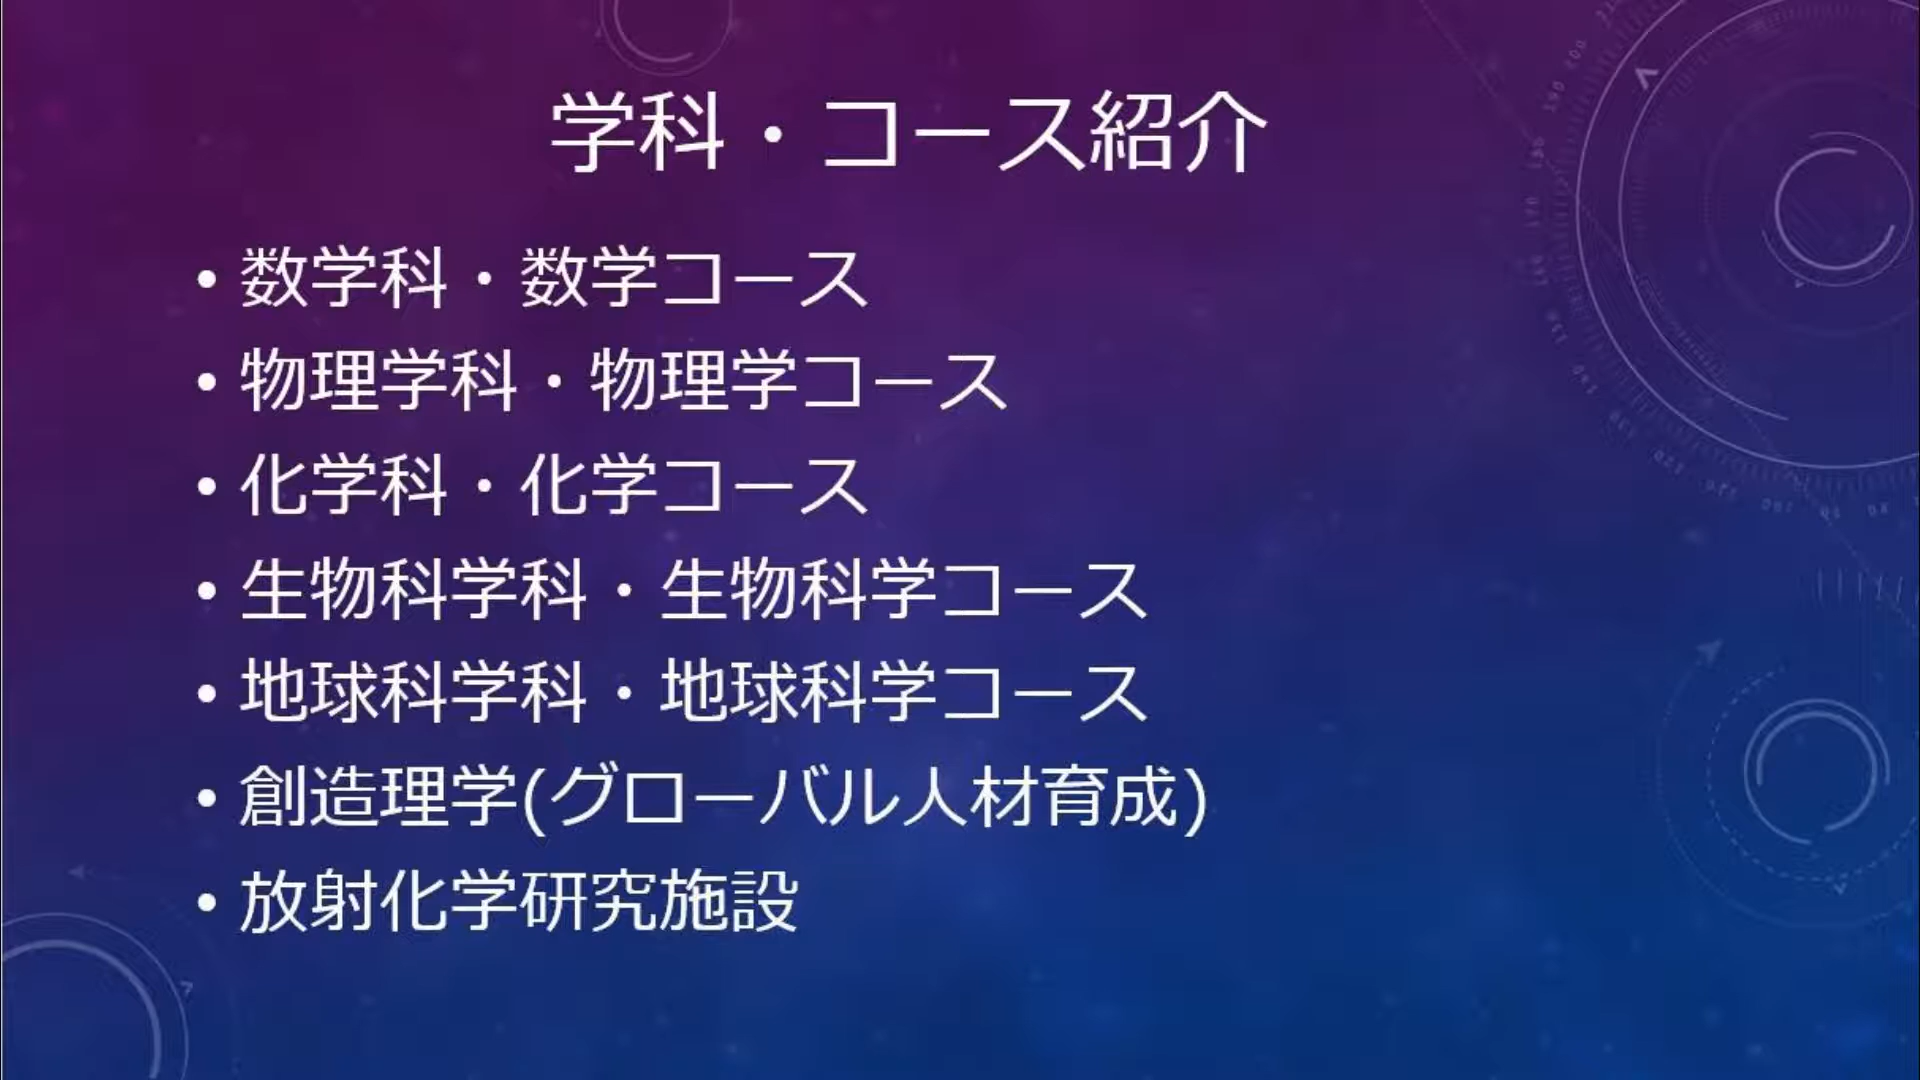 学科・コース紹介
• 数学科・数学コース
• 物理学科・物理学コース
• 化学科・化学コース
• 生物科学科・生物科学コース
• 地球科学科・地球科学コース
• 創造理学(グローバル人材育成)
• 放射化学研究施設